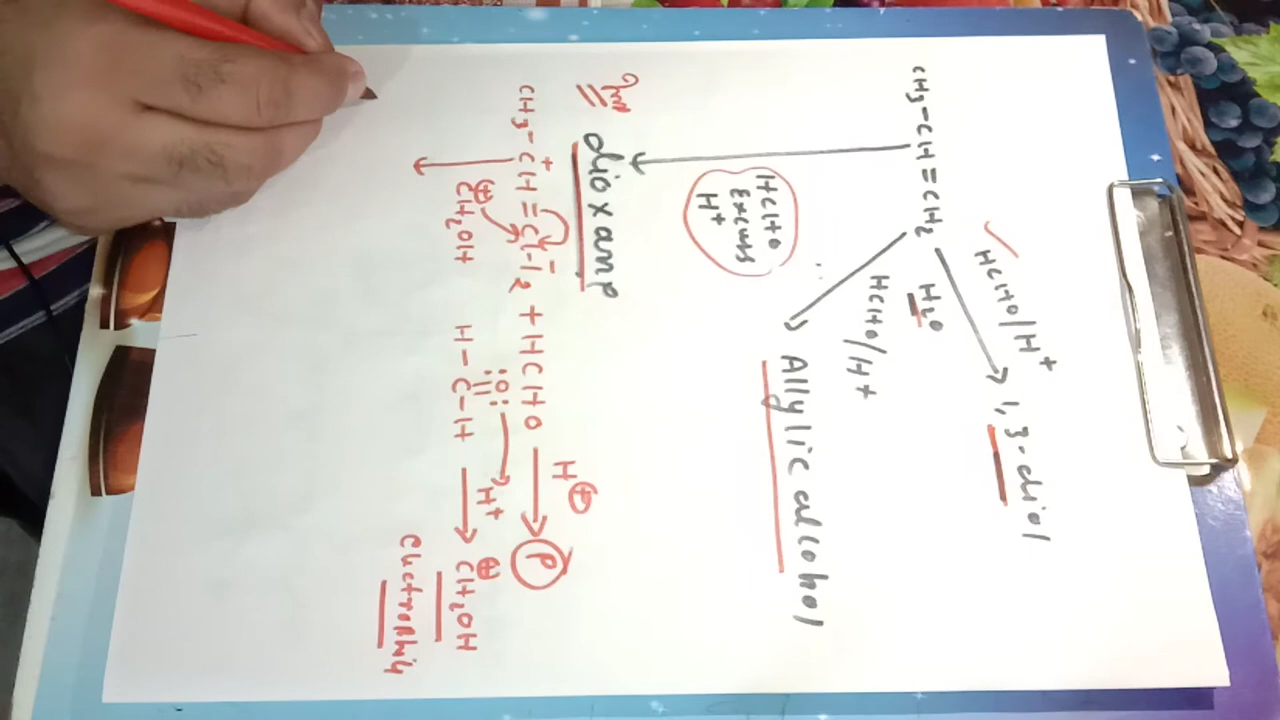 HCHO/H+
CH3-CH=CH2 H2O → 1,3-diol
HCHO/H+
→ Allylic alcohol
HCHO
Excess
H+
dioxane
Imp
H⊕
CH3-CH=CH2 + HCHO → P
+ -
:O:
⊕CH2OH H-C-H → ⊕CH2OH
H+
Electrophile